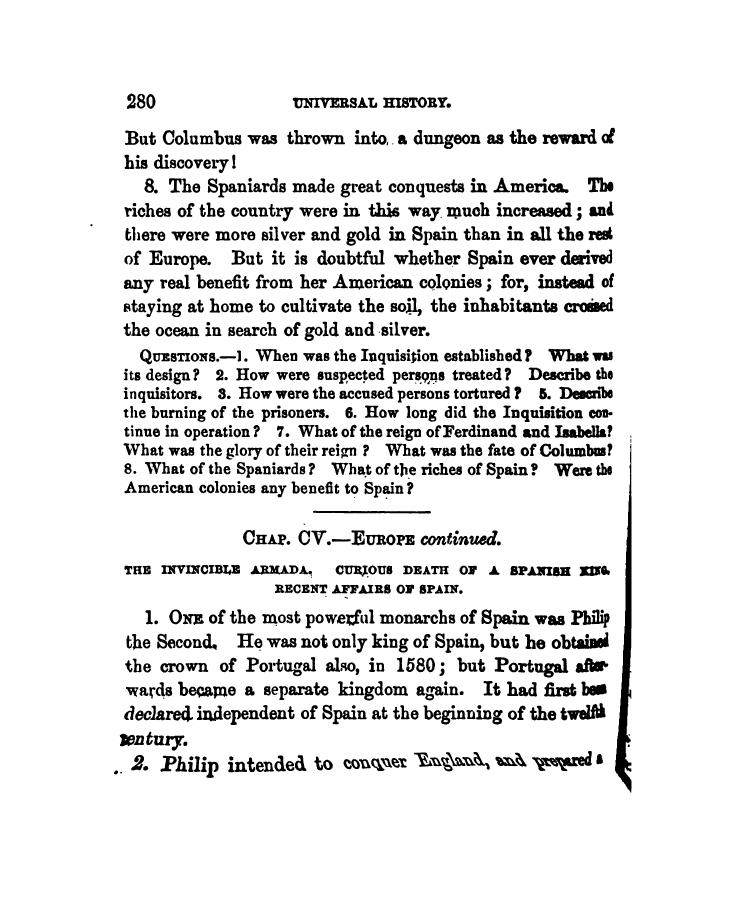 280 UNIVERSAL HISTORY.
But Columbus was thrown into a dungeon as the reward of
his discovery!
8. The Spaniards made great conquests in America. The
riches of the country were in this way much increased; and
there were more silver and gold in Spain than in all the rest
of Europe. But it is doubtful whether Spain ever derived
any real benefit from her American colonies; for, instead of
staying at home to cultivate the soil, the inhabitants crossed
the ocean in search of gold and silver.
QUESTIONS.—1. When was the Inquisition established? What was
its design? 2. How were suspected persons treated? Describe the
inquisitors. 3. How were the accused persons tortured? 5. Describe
the burning of the prisoners. 6. How long did the Inquisition con-
tinue in operation? 7. What of the reign of Ferdinand and Isabella?
What was the glory of their reign? What was the fate of Columbus?
8. What of the Spaniards? What of the riches of Spain? Were the
American colonies any benefit to Spain?
CHAP. CV.—EUROPE continued.
THE INVINCIBLE ARMADA. CURIOUS DEATH OF A SPANISH KING.
RECENT AFFAIRS OF SPAIN.
1. ONE of the most powerful monarchs of Spain was Philip
the Second. He was not only king of Spain, but he obtained
the crown of Portugal also, in 1580; but Portugal after-
wards became a separate kingdom again. It had first been
declared independent of Spain at the beginning of the twelfth
century.
2. Philip intended to conquer England, and prepared a